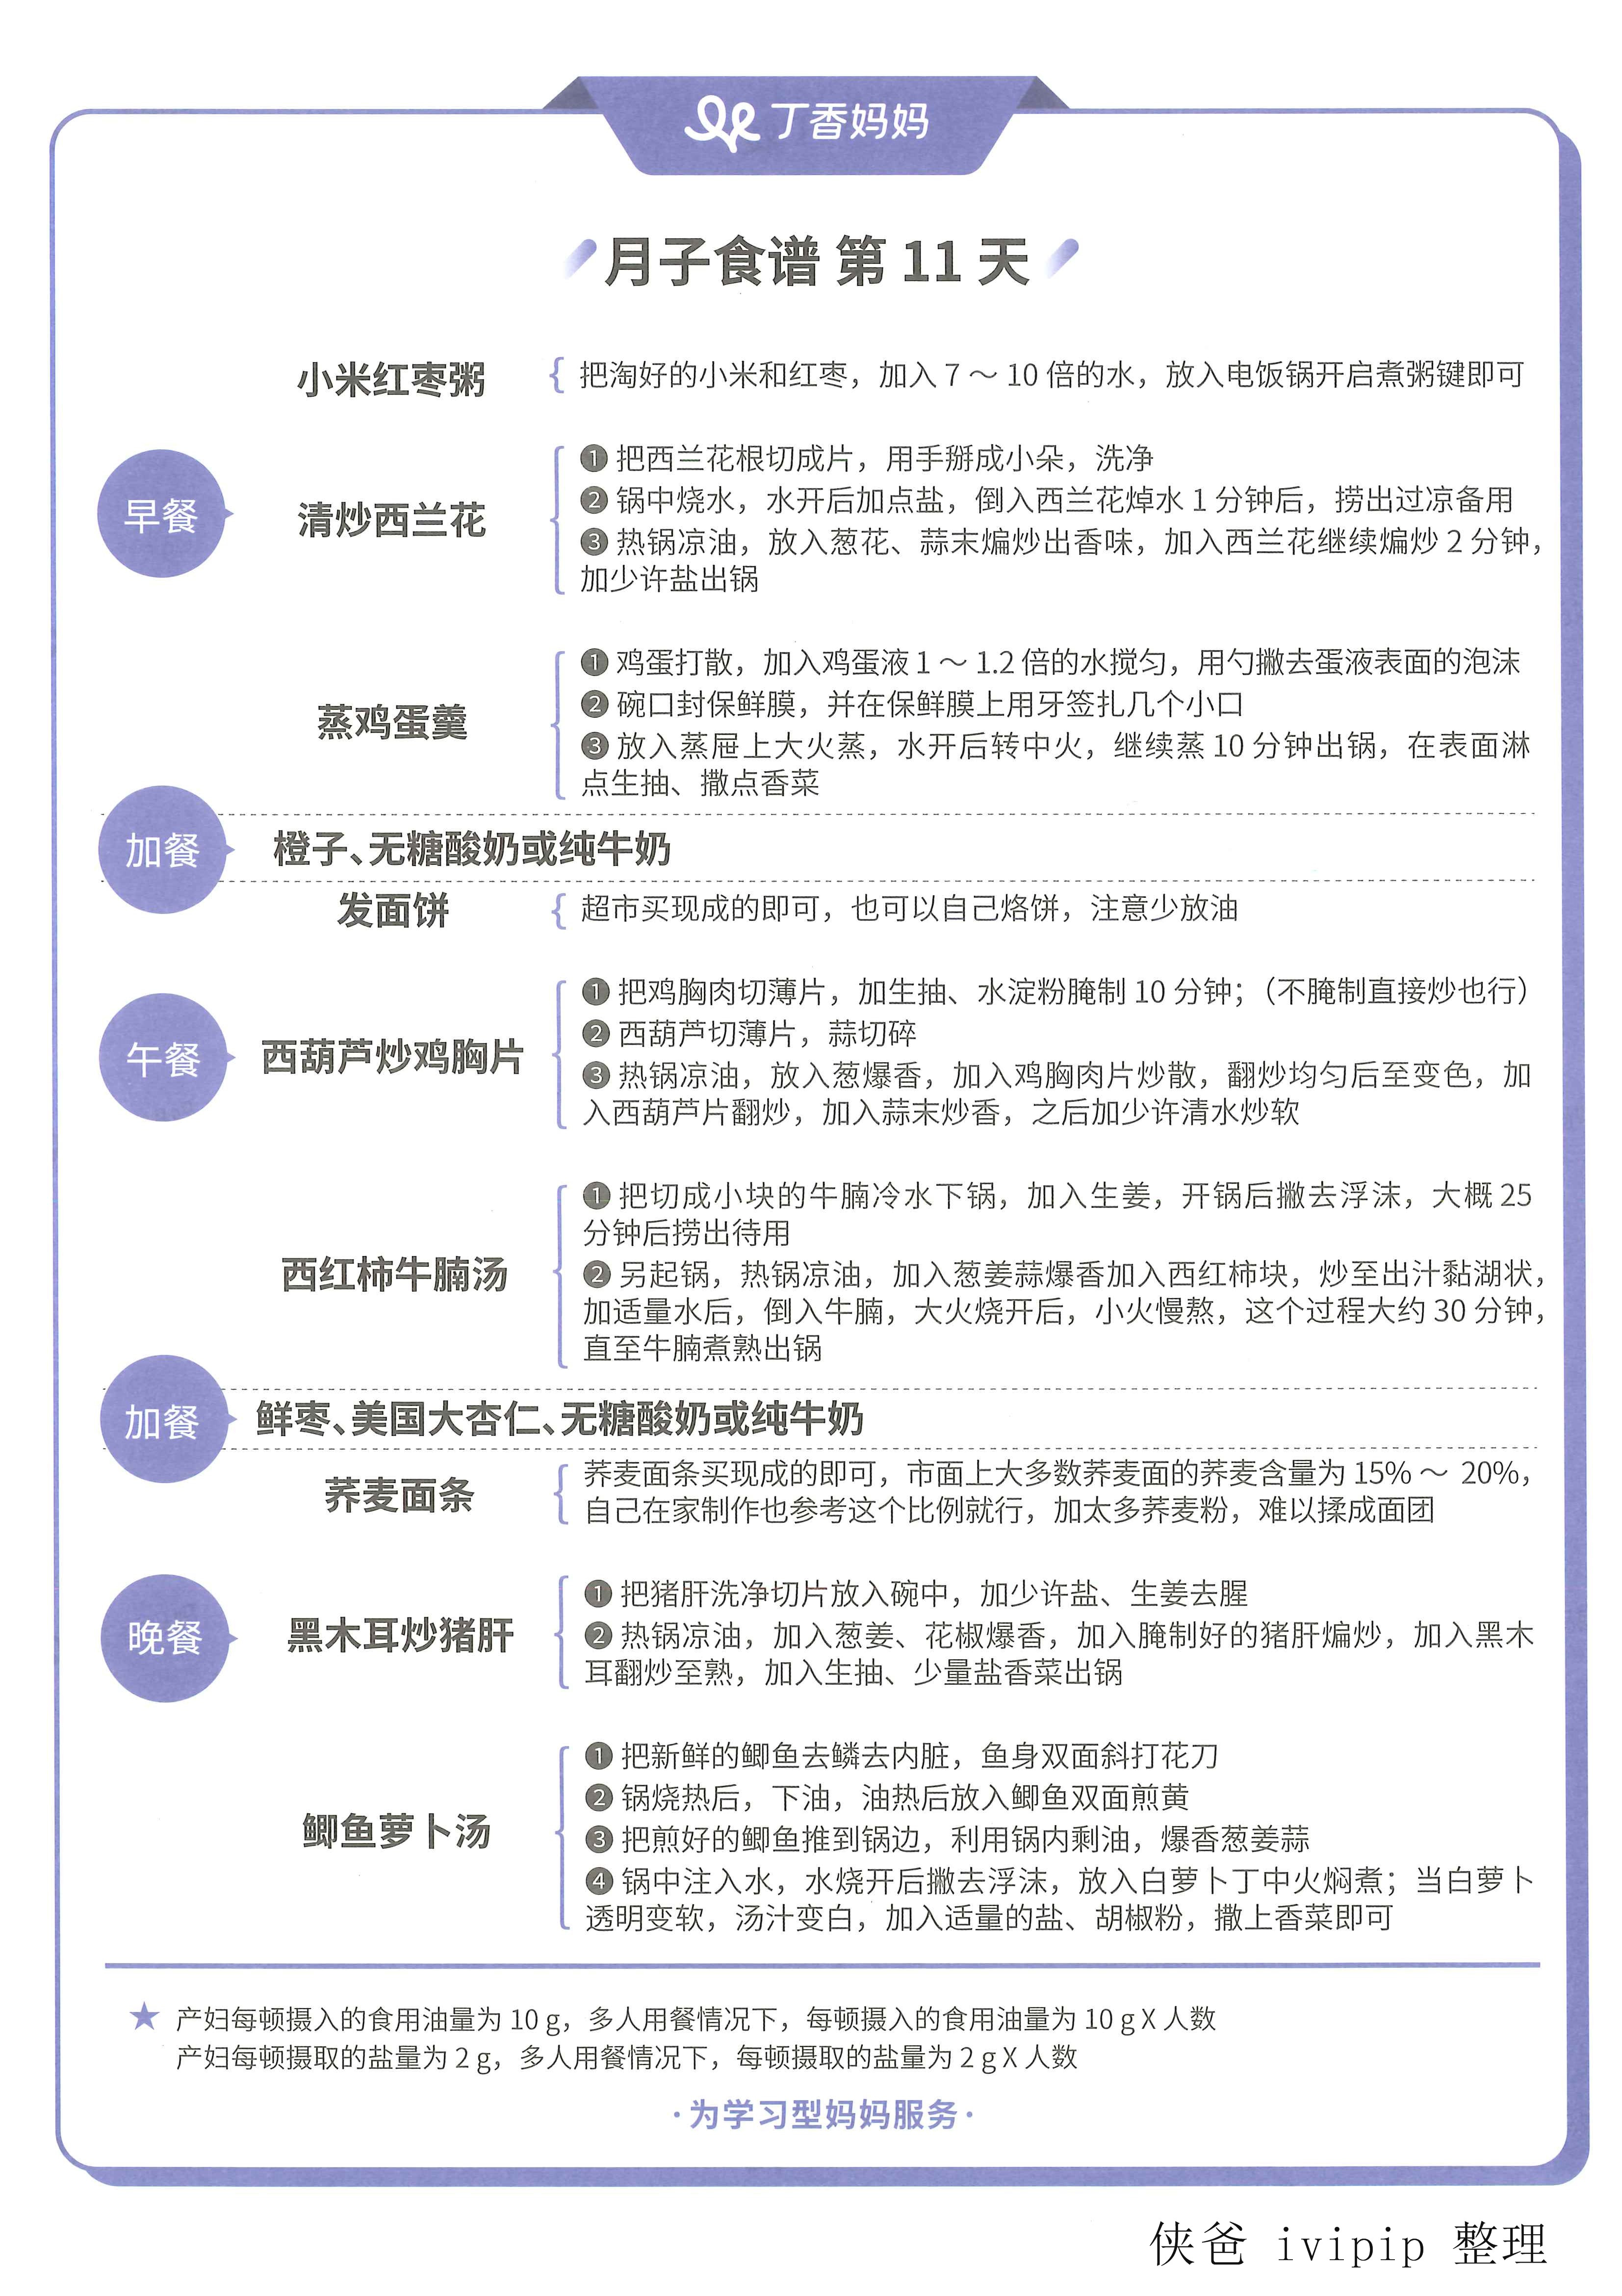 丁香妈妈
月子食谱 第 11 天
早餐
小米红枣粥
把淘好的小米和红枣，加入 7 ～ 10 倍的水，放入电饭锅开启煮粥键即可
清炒西兰花
❶ 把西兰花根切成片，用手掰成小朵，洗净
❷ 锅中烧水，水开后加点盐，倒入西兰花焯水 1 分钟后，捞出过凉备用
❸ 热锅凉油，放入葱花、蒜末煸炒出香味，加入西兰花继续煸炒 2 分钟，
加少许盐出锅
蒸鸡蛋羹
❶ 鸡蛋打散，加入鸡蛋液 1 ～ 1.2 倍的水搅匀，用勺撇去蛋液表面的泡沫
❷ 碗口封保鲜膜，并在保鲜膜上用牙签扎几个小口
❸ 放入蒸屉上大火蒸，水开后转中火，继续蒸 10 分钟出锅，在表面淋
点生抽、撒点香菜
加餐
橙子、无糖酸奶或纯牛奶
午餐
发面饼
超市买现成的即可，也可以自己烙饼，注意少放油
西葫芦炒鸡胸片
❶ 把鸡胸肉切薄片，加生抽、水淀粉腌制 10 分钟；（不腌制直接炒也行）
❷ 西葫芦切薄片，蒜切碎
❸ 热锅凉油，放入葱爆香，加入鸡胸肉片炒散，翻炒均匀后至变色，加
入西葫芦片翻炒，加入蒜末炒香，之后加少许清水炒软
西红柿牛腩汤
❶ 把切成小块的牛腩冷水下锅，加入生姜，开锅后撇去浮沫，大概 25
分钟后捞出待用
❷ 另起锅，热锅凉油，加入葱姜蒜爆香加入西红柿块，炒至出汁黏湖状，
加适量水后，倒入牛腩，大火烧开后，小火慢熬，这个过程大约 30 分钟，
直至牛腩煮熟出锅
加餐
鲜枣、美国大杏仁、无糖酸奶或纯牛奶
晚餐
荞麦面条
荞麦面条买现成的即可，市面上大多数荞麦面的荞麦含量为 15% ～ 20%，
自己在家制作也参考这个比例就行，加太多荞麦粉，难以揉成面团
黑木耳炒猪肝
❶ 把猪肝洗净切片放入碗中，加少许盐、生姜去腥
❷ 热锅凉油，加入葱姜、花椒爆香，加入腌制好的猪肝煸炒，加入黑木
耳翻炒至熟，加入生抽、少量盐香菜出锅
鲫鱼萝卜汤
❶ 把新鲜的鲫鱼去鳞去内脏，鱼身双面斜打花刀
❷ 锅烧热后，下油，油热后放入鲫鱼双面煎黄
❸ 把煎好的鲫鱼推到锅边，利用锅内剩油，爆香葱姜蒜
❹ 锅中注入水，水烧开后撇去浮沫，放入白萝卜丁中火焖煮；当白萝卜
透明变软，汤汁变白，加入适量的盐、胡椒粉，撒上香菜即可
★ 产妇每顿摄入的食用油量为 10 g，多人用餐情况下，每顿摄入的食用油量为 10 g X 人数
产妇每顿摄取的盐量为 2 g，多人用餐情况下，每顿摄取的盐量为 2 g X 人数
· 为学习型妈妈服务 ·
侠爸 ivipip 整理